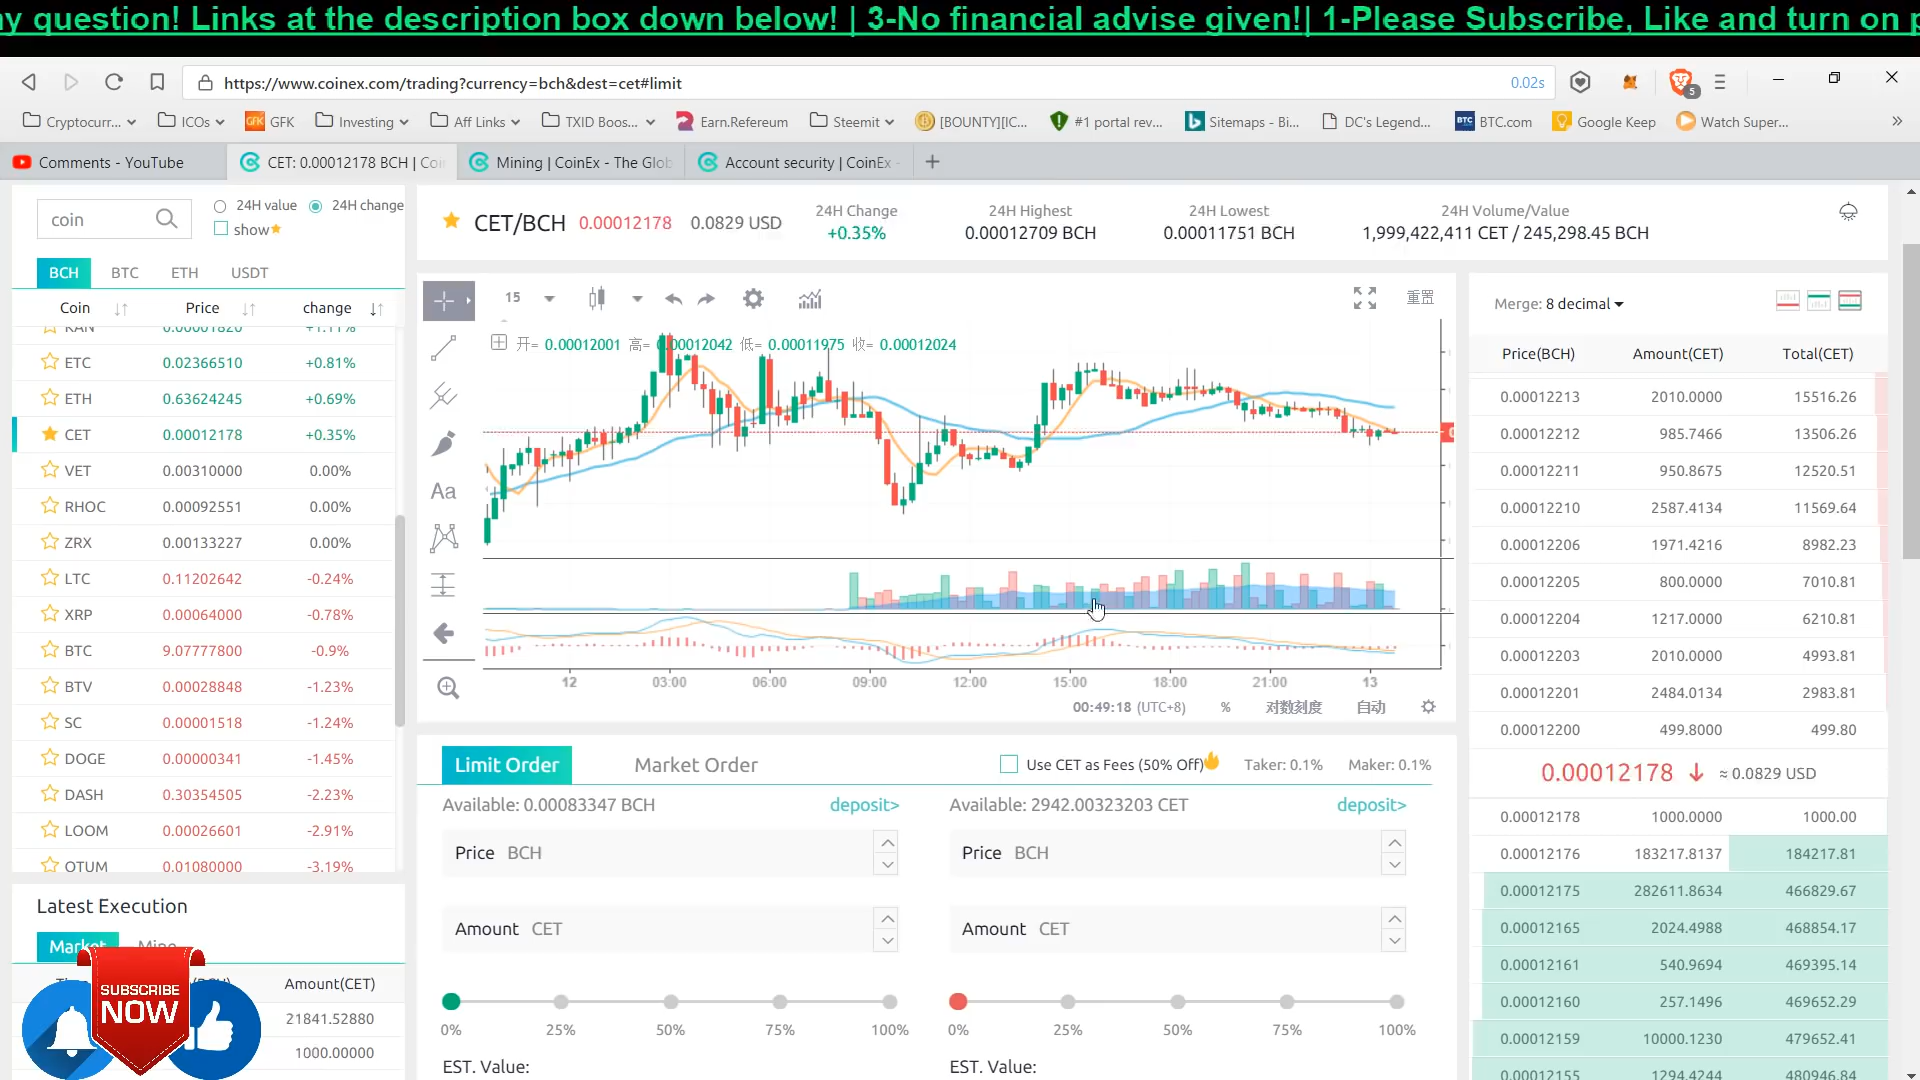 y question! Links at the description box down below! | 3-No financial advise given!| 1-Please Subscribe, Like and turn on
https://www.coinex.com/trading?currency=bch&dest=cet#limit
0.02s
5
Cryptocurr...
ICOs
GFK
GFK
Investing
Aff Links
TXID Boos...
Earn.Refereum
Steemit
[BOUNTY][IC...
#1 portal rev...
Sitemaps - Bi...
DC's Legend...
BTC
BTC.com
Google Keep
Watch Super...
»
Comments - YouTube
CET: 0.00012178 BCH | Coi
Mining | CoinEx - The Glob
Account security | CoinEx -
coin
24H value
24H change
show
BCH BTC ETH USDT
Coin Price change
KAN 0.00001820 +1.11%
ETC 0.02366510 +0.81%
ETH 0.63624245 +0.69%
CET 0.00012178 +0.35%
VET 0.00310000 0.00%
RHOC 0.00092551 0.00%
ZRX 0.00133227 0.00%
LTC 0.11202642 -0.24%
XRP 0.00064000 -0.78%
BTC 9.07777800 -0.9%
BTV 0.00028848 -1.23%
SC 0.00001518 -1.24%
DOGE 0.00000341 -1.45%
DASH 0.30354505 -2.23%
LOOM 0.00026601 -2.91%
OTUM 0.01080000 -3.19%
Latest Execution
Market Mine
Amount(CET)
21841.52880
1000.00000
SUBSCRIBE
NOW
CET/BCH 0.00012178 0.0829 USD
24H Change
+0.35%
24H Highest
0.00012709 BCH
24H Lowest
0.00011751 BCH
24H Volume/Value
1,999,422,411 CET / 245,298.45 BCH
15
重置
开= 0.00012001 高= 0.00012042 低= 0.00011975 收= 0.00012024
Aa
12 03:00 06:00 09:00 12:00 15:00 18:00 21:00 13
00:49:18 (UTC+8) % 对数刻度 自动
Limit Order
Market Order
Use CET as Fees (50% Off)
Taker: 0.1%
Maker: 0.1%
Available: 0.00083347 BCH
deposit>
Available: 2942.00323203 CET
deposit>
Price BCH
Price BCH
Amount CET
Amount CET
0% 25% 50% 75% 100%
0% 25% 50% 75% 100%
EST. Value:
EST. Value:
Merge: 8 decimal
Price(BCH) Amount(CET) Total(CET)
0.00012213 2010.0000 15516.26
0.00012212 985.7466 13506.26
0.00012211 950.8675 12520.51
0.00012210 2587.4134 11569.64
0.00012206 1971.4216 8982.23
0.00012205 800.0000 7010.81
0.00012204 1217.0000 6210.81
0.00012203 2010.0000 4993.81
0.00012201 2484.0134 2983.81
0.00012200 499.8000 499.80
0.00012178 ≈ 0.0829 USD
0.00012178 1000.0000 1000.00
0.00012176 183217.8137 184217.81
0.00012175 282611.8634 466829.67
0.00012165 2024.4988 468854.17
0.00012161 540.9694 469395.14
0.00012160 257.1496 469652.29
0.00012159 10000.1230 479652.41
0.00012155 1294.4244 480946.84